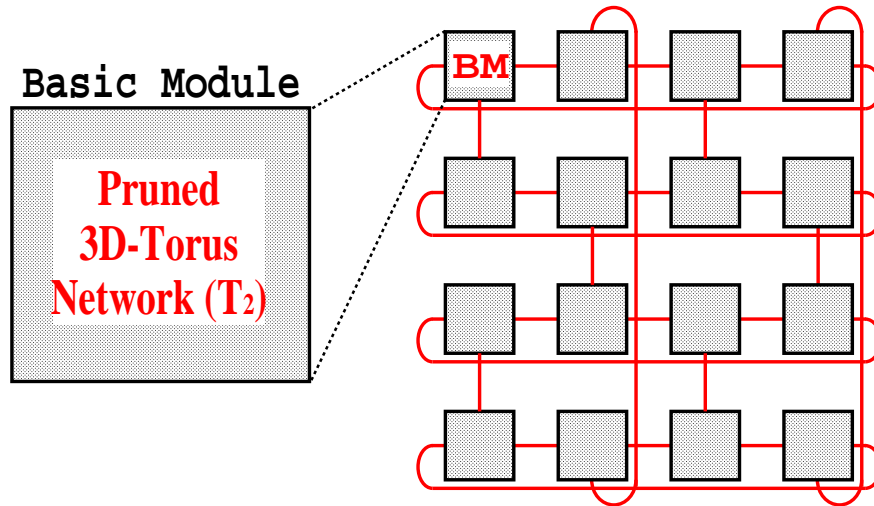 BM
Basic Module
Pruned
3D-Torus
Network (T₂)